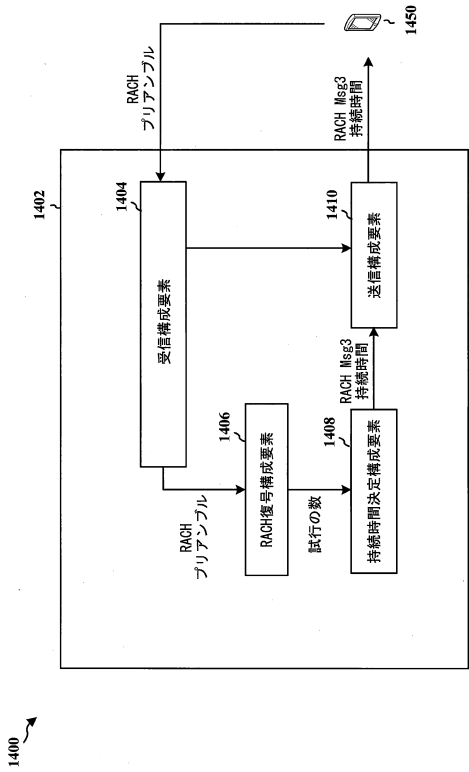 1400
1402
RACH
プリアンブル
1404
受信構成要素
RACH
プリアンブル
1406
RACH復号構成要素
試行の数
1408
持続時間決定構成要素
RACH Msg3
持続時間
1410
送信構成要素
RACH Msg3
持続時間
1450